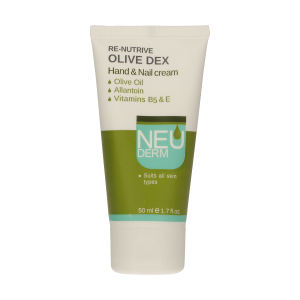 RE-NUTRIVE
OLIVE DEX
Hand & Nail cream
• Olive Oil
• Allantoin
• Vitamins B5 & E
NEU
DERM
• Suits all skin
types
50 ml e 1.7 fl.oz.